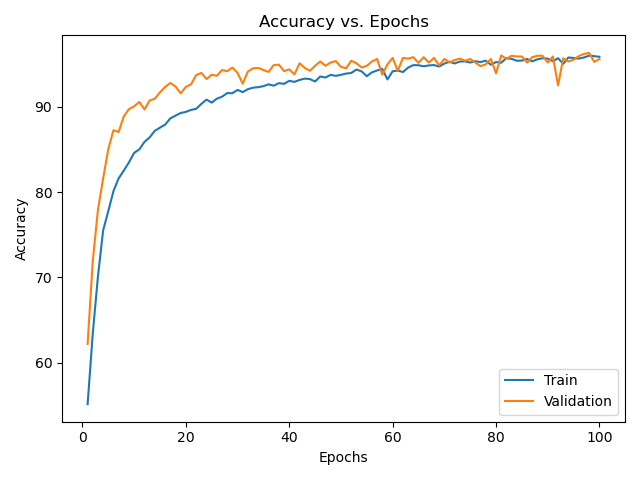 Accuracy vs. Epochs
Accuracy
90
80
70
60
0 20 40 60 80 100
Epochs
Train
Validation